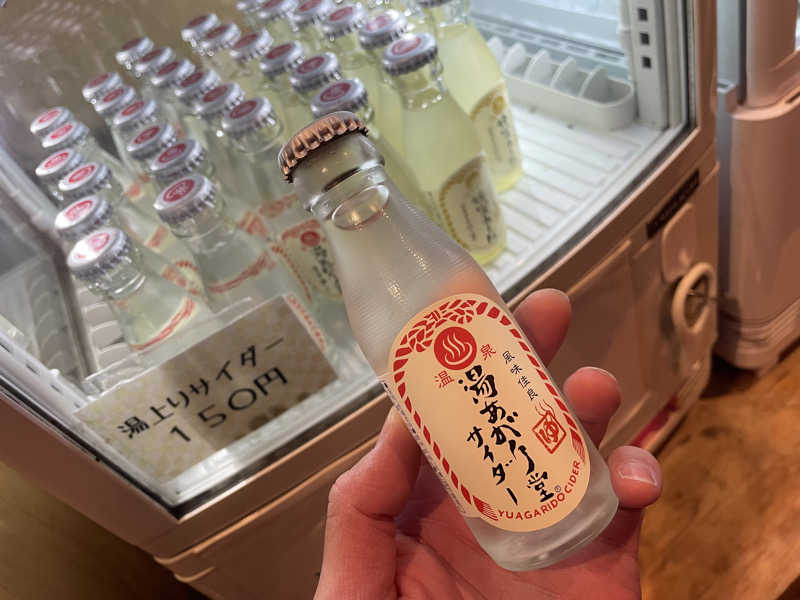 湯上りサイダー
150円
温泉
風味佳良
湯あがり堂
サイダー
ゆ
YUAGARIDO CIDER